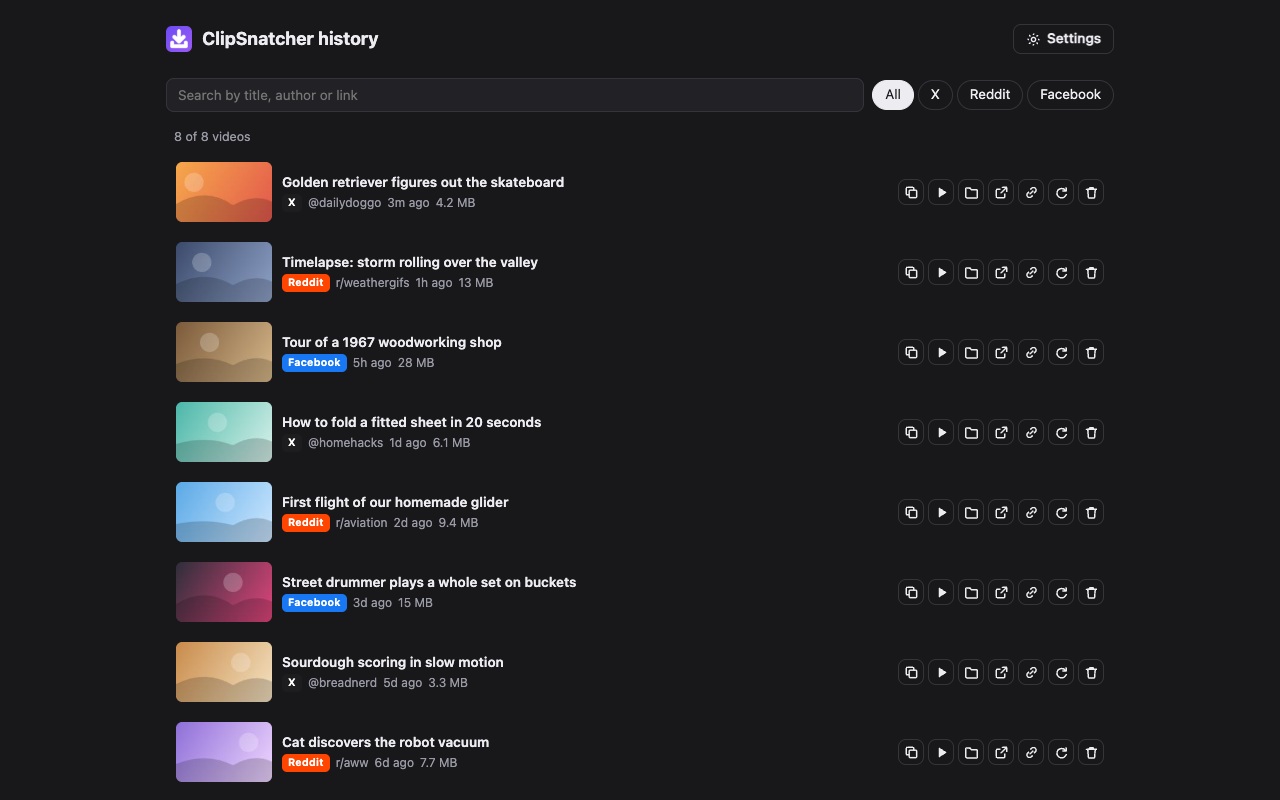 ClipSnatcher history
Settings
Search by title, author or link
All
X
Reddit
Facebook
8 of 8 videos
Golden retriever figures out the skateboard
X @dailydoggo 3m ago 4.2 MB
Timelapse: storm rolling over the valley
Reddit r/weathergifs 1h ago 13 MB
Tour of a 1967 woodworking shop
Facebook 5h ago 28 MB
How to fold a fitted sheet in 20 seconds
X @homehacks 1d ago 6.1 MB
First flight of our homemade glider
Reddit r/aviation 2d ago 9.4 MB
Street drummer plays a whole set on buckets
Facebook 3d ago 15 MB
Sourdough scoring in slow motion
X @breadnerd 5d ago 3.3 MB
Cat discovers the robot vacuum
Reddit r/aww 6d ago 7.7 MB